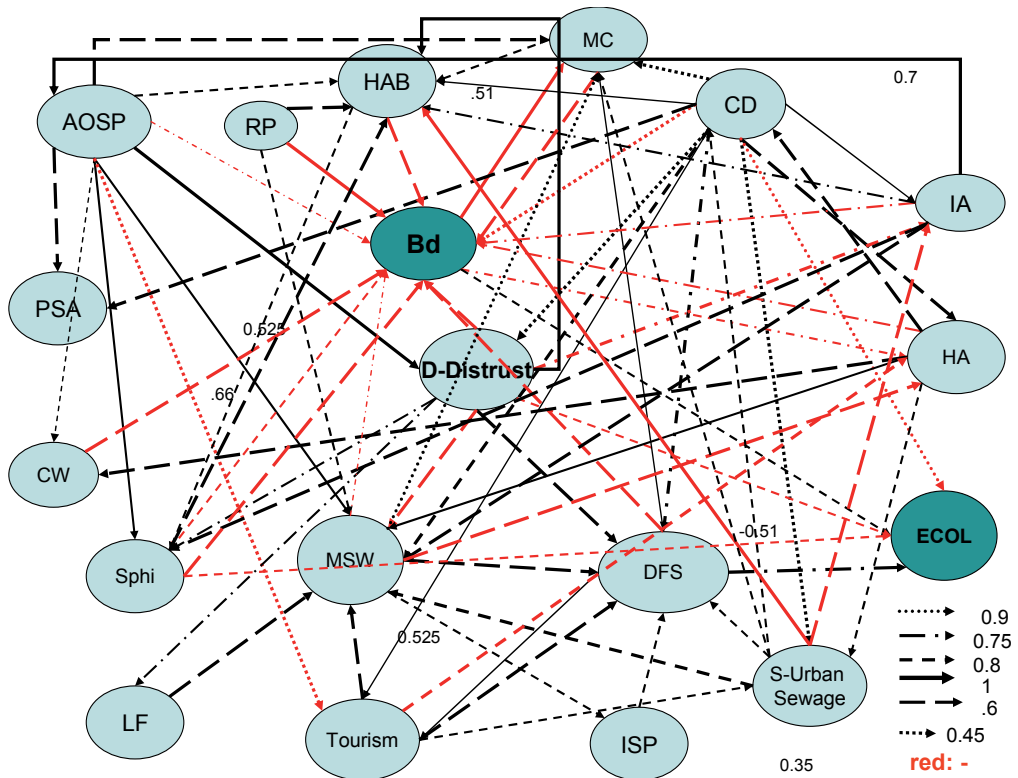 MC
HAB
0.7
.51
CD
AOSP
RP
IA
Bd
PSA
0.525
HA
D-Distrust
.66
CW
-0.51
ECOL
MSW
DFS
Sphi
0.9
0.75
0.525
0.8
S-Urban
Sewage
1
.6
LF
Tourism
ISP
0.45
0.35
red: -